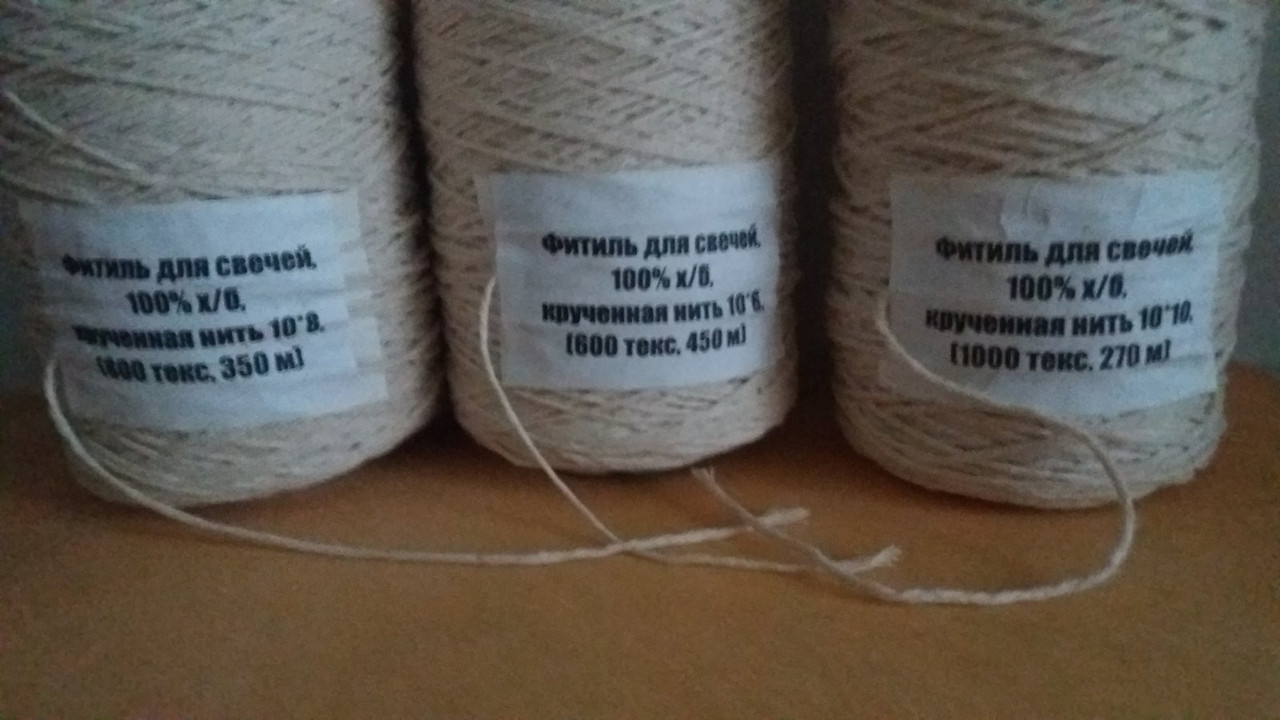 Фитиль для свечей,
100% х/б,
крученная нить 10*8,
(800 текс, 350 м)
Фитиль для свечей,
100% х/б,
крученная нить 10*6,
(600 текс, 450 м)
Фитиль для свечей,
100% х/б,
крученная нить 10*10,
(1000 текс, 270 м)